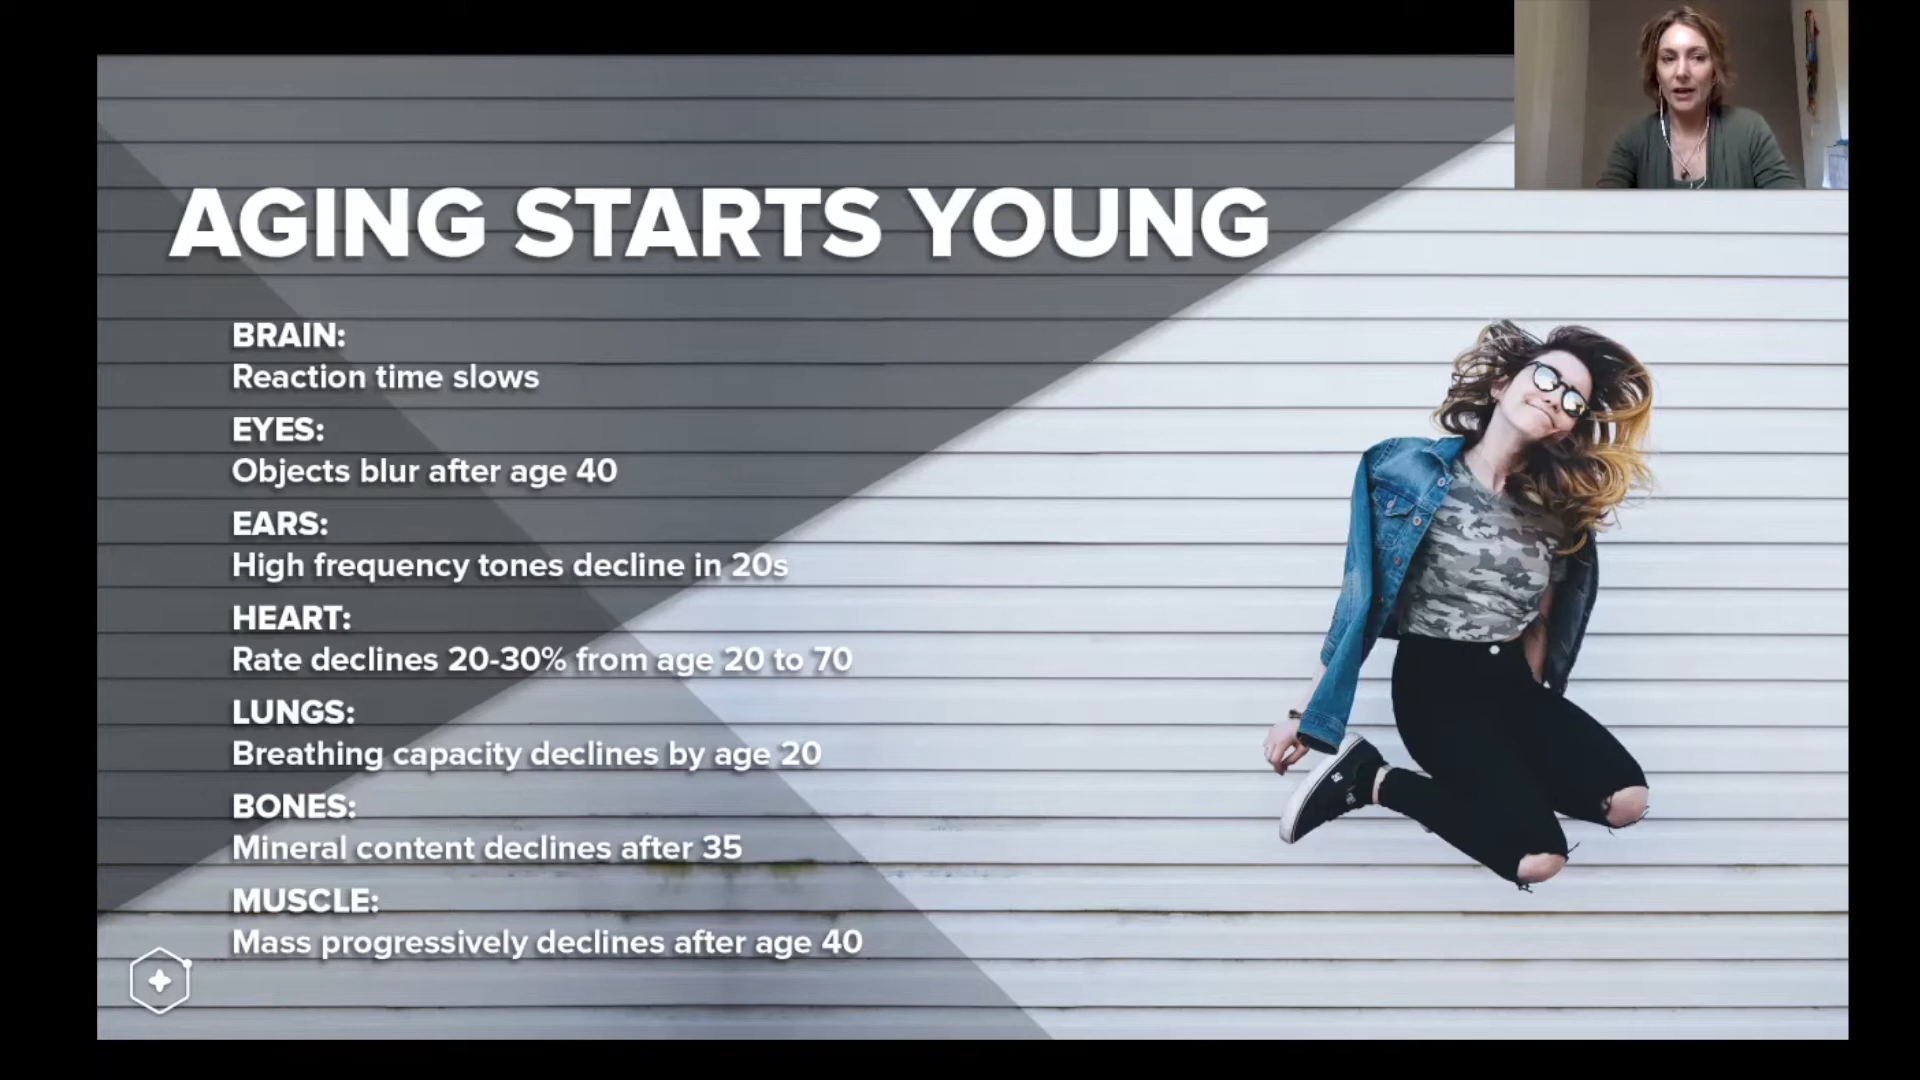 AGING STARTS YOUNG
BRAIN:
Reaction time slows
EYES:
Objects blur after age 40
EARS:
High frequency tones decline in 20s
HEART:
Rate declines 20-30% from age 20 to 70
LUNGS:
Breathing capacity declines by age 20
BONES:
Mineral content declines after 35
MUSCLE:
Mass progressively declines after age 40